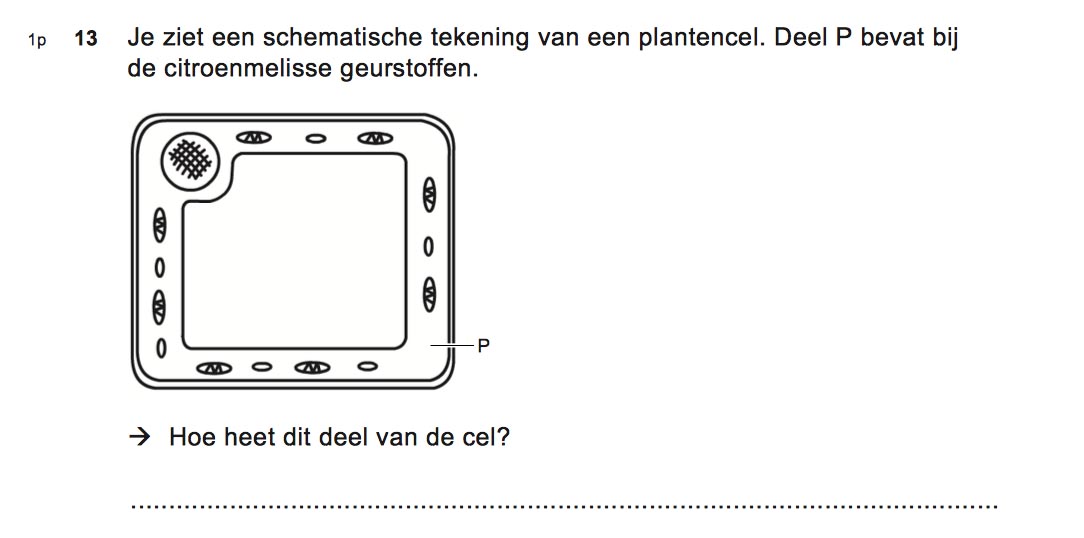 1p 13 Je ziet een schematische tekening van een plantencel. Deel P bevat bij
de citroenmelisse geurstoffen.
P
→ Hoe heet dit deel van de cel?